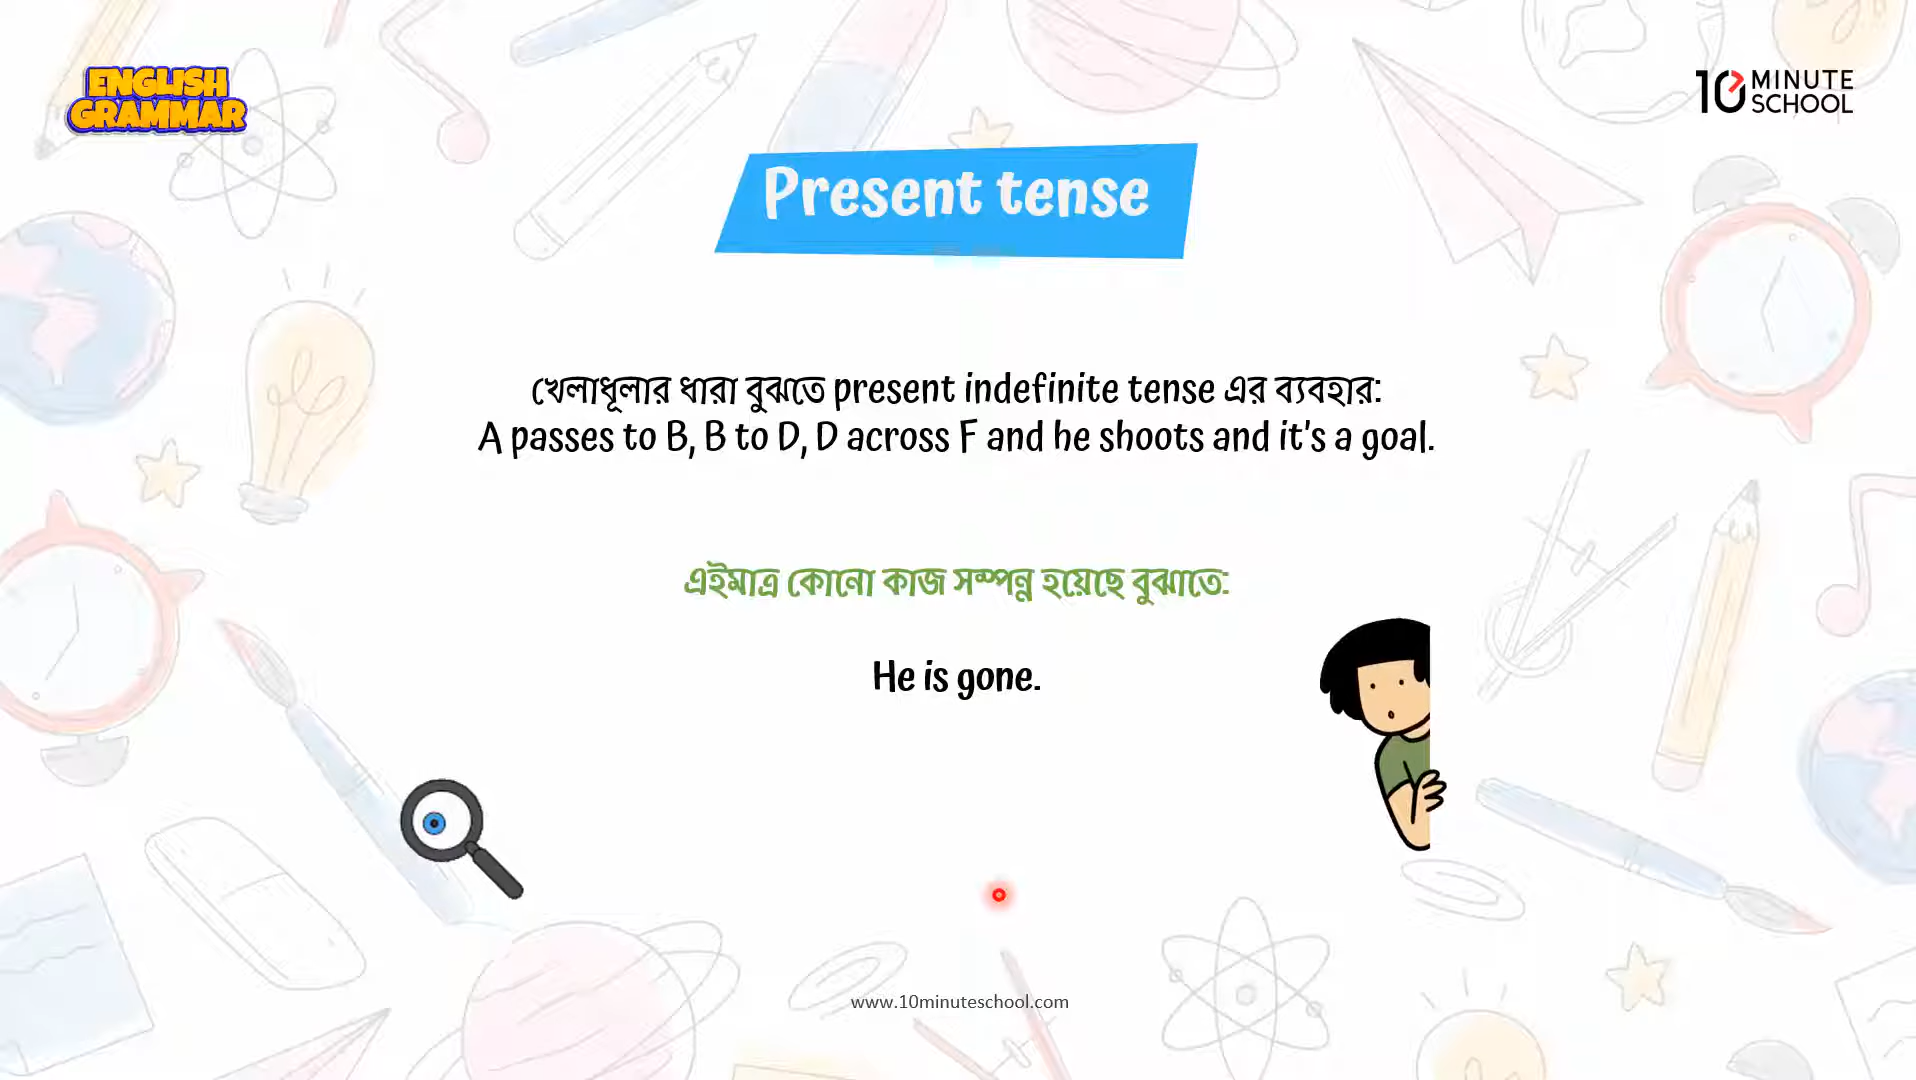 ENGLISH
GRAMMAR
10 MINUTE
SCHOOL
Present tense
খেলাধূলার ধারা বুঝতে present indefinite tense এর ব্যবহার:
A passes to B, B to D, D across F and he shoots and it's a goal.
এইমাত্র কোনো কাজ সম্পন্ন হয়েছে বুঝাতে:
He is gone.
www.10minuteschool.com